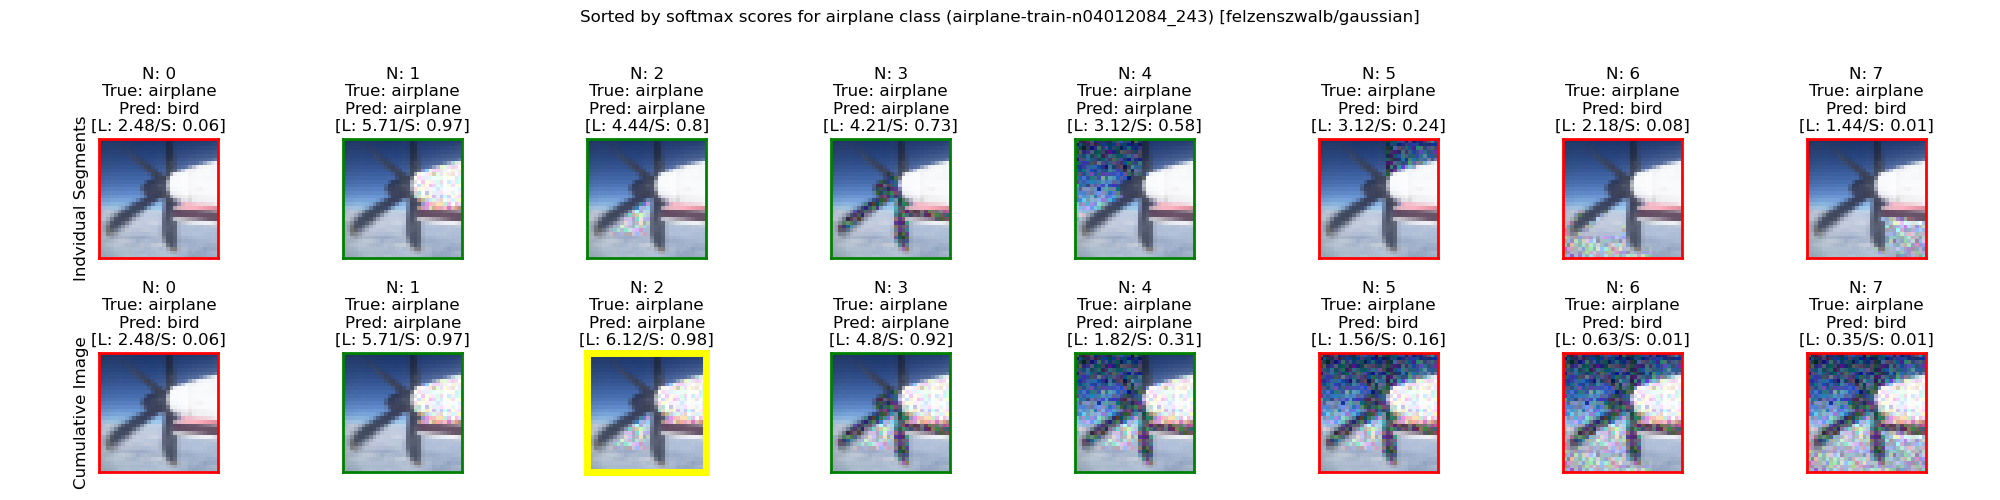 Sorted by softmax scores for airplane class (airplane-train-n04012084_243) [felzenszwalb/gaussian]
Indvidual Segments
N: 0
True: airplane
Pred: bird
[L: 2.48/S: 0.06]
N: 1
True: airplane
Pred: airplane
[L: 5.71/S: 0.97]
N: 2
True: airplane
Pred: airplane
[L: 4.44/S: 0.8]
N: 3
True: airplane
Pred: airplane
[L: 4.21/S: 0.73]
N: 4
True: airplane
Pred: airplane
[L: 3.12/S: 0.58]
N: 5
True: airplane
Pred: bird
[L: 3.12/S: 0.24]
N: 6
True: airplane
Pred: bird
[L: 2.18/S: 0.08]
N: 7
True: airplane
Pred: bird
[L: 1.44/S: 0.01]
Cumulative Image
N: 0
True: airplane
Pred: bird
[L: 2.48/S: 0.06]
N: 1
True: airplane
Pred: airplane
[L: 5.71/S: 0.97]
N: 2
True: airplane
Pred: airplane
[L: 6.12/S: 0.98]
N: 3
True: airplane
Pred: airplane
[L: 4.8/S: 0.92]
N: 4
True: airplane
Pred: airplane
[L: 1.82/S: 0.31]
N: 5
True: airplane
Pred: bird
[L: 1.56/S: 0.16]
N: 6
True: airplane
Pred: bird
[L: 0.63/S: 0.01]
N: 7
True: airplane
Pred: bird
[L: 0.35/S: 0.01]